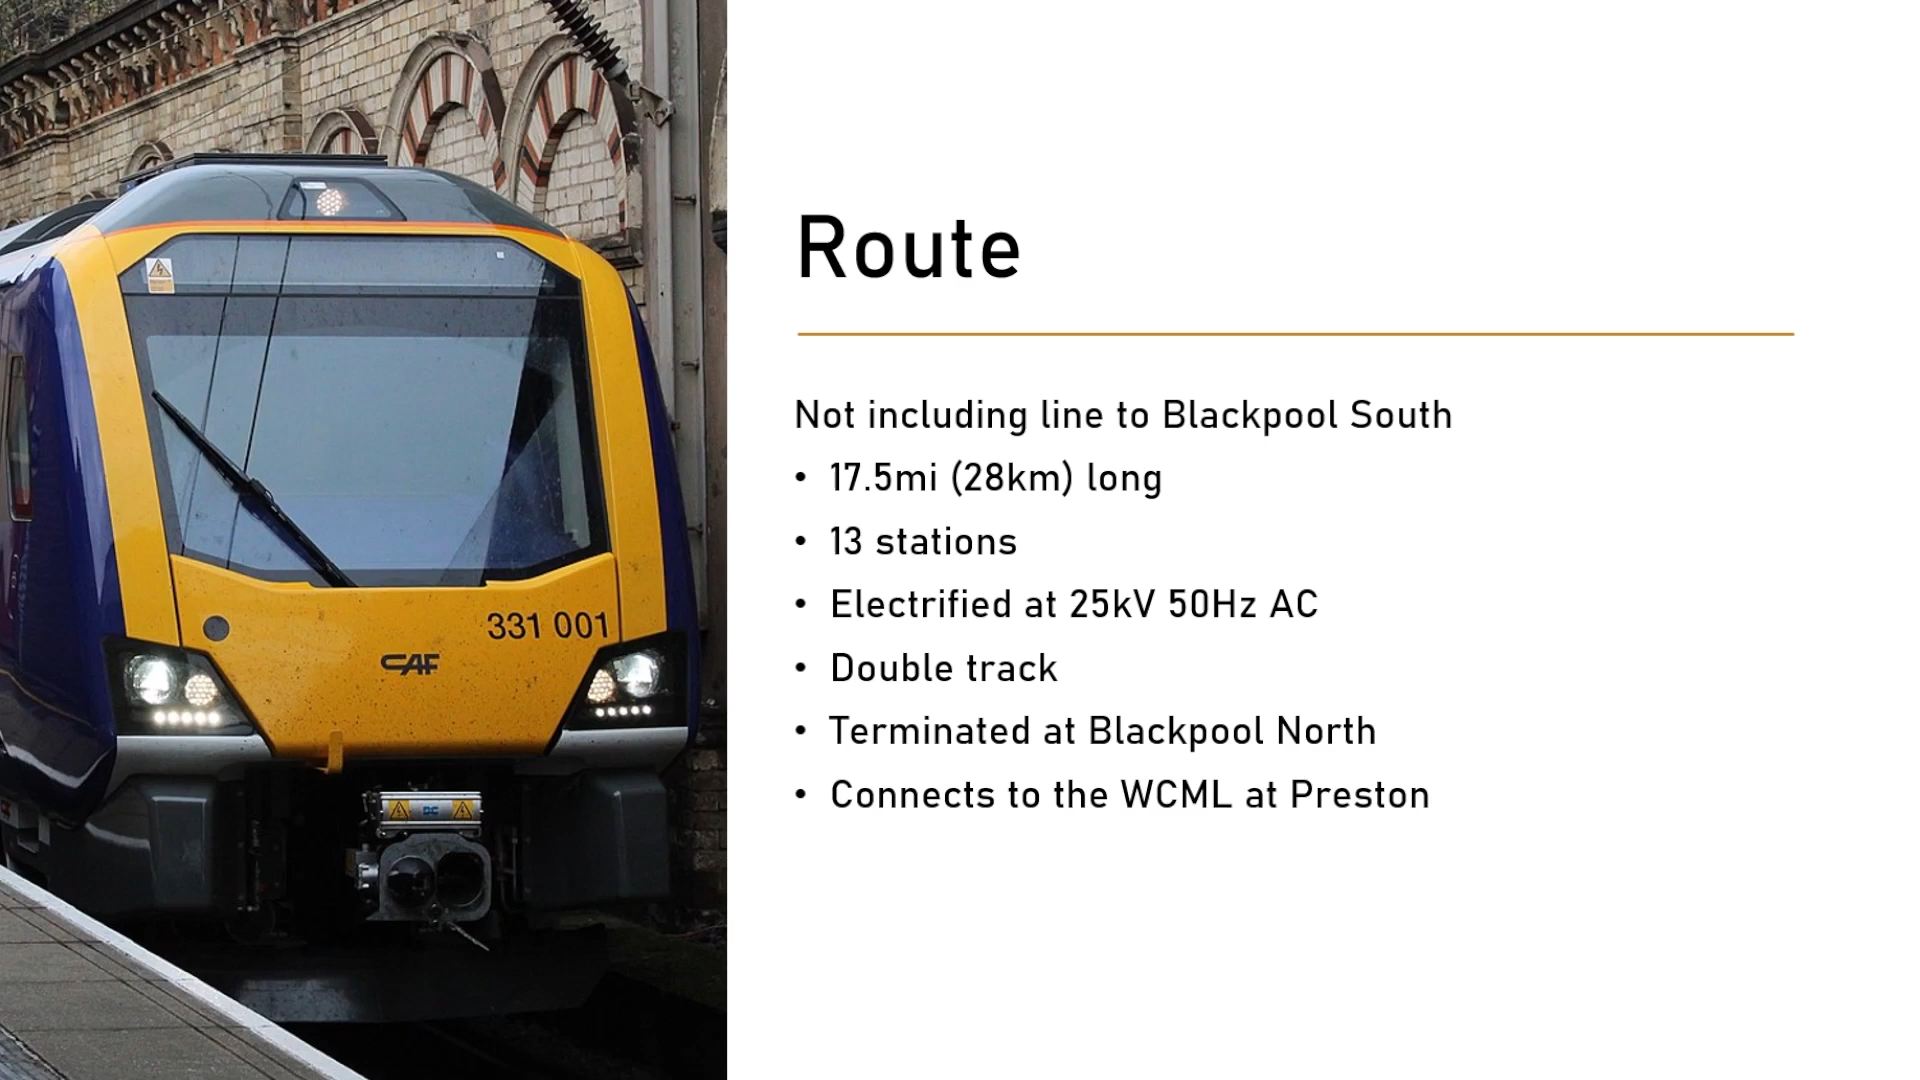 Route
Not including line to Blackpool South
• 17.5mi (28km) long
• 13 stations
• Electrified at 25kV 50Hz AC
• Double track
• Terminated at Blackpool North
• Connects to the WCML at Preston
331 001
CAF
DC